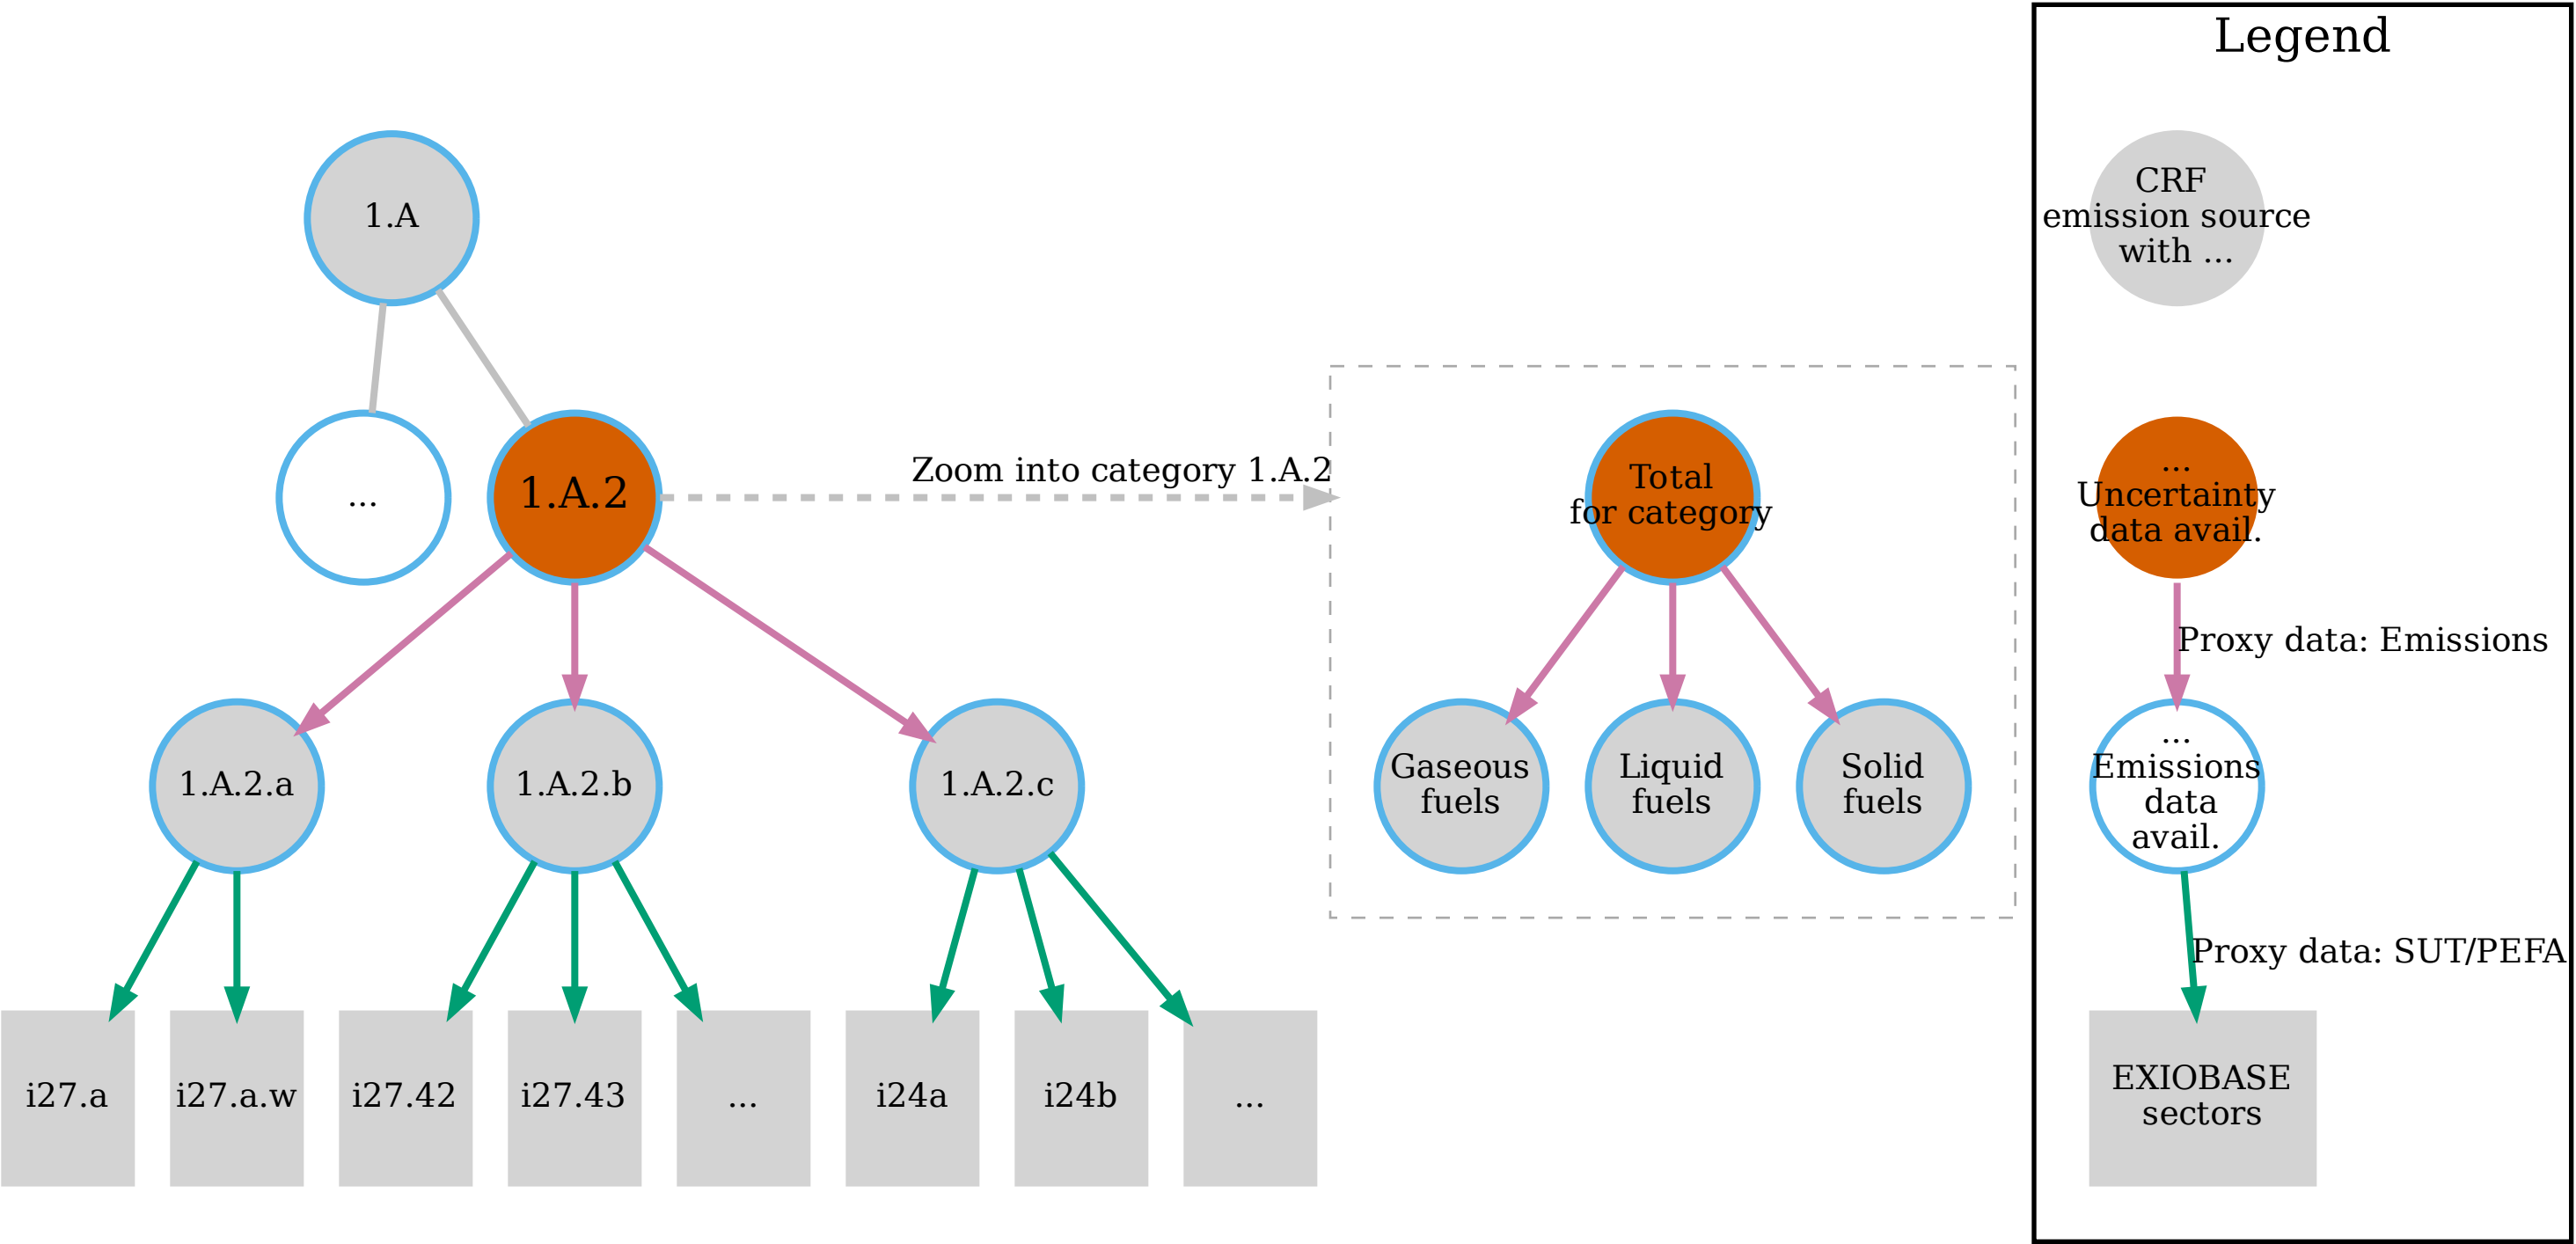 Legend
1.A
CRF
emission source
with ...
...
1.A.2
Zoom into category 1.A.2
Total
for category
...
Uncertainty
data avail.
Proxy data: Emissions
1.A.2.a
1.A.2.b
1.A.2.c
Gaseous
fuels
Liquid
fuels
Solid
fuels
...
Emissions
data
avail.
Proxy data: SUT/PEFA
i27.a
i27.a.w
i27.42
i27.43
...
i24a
i24b
...
EXIOBASE
sectors